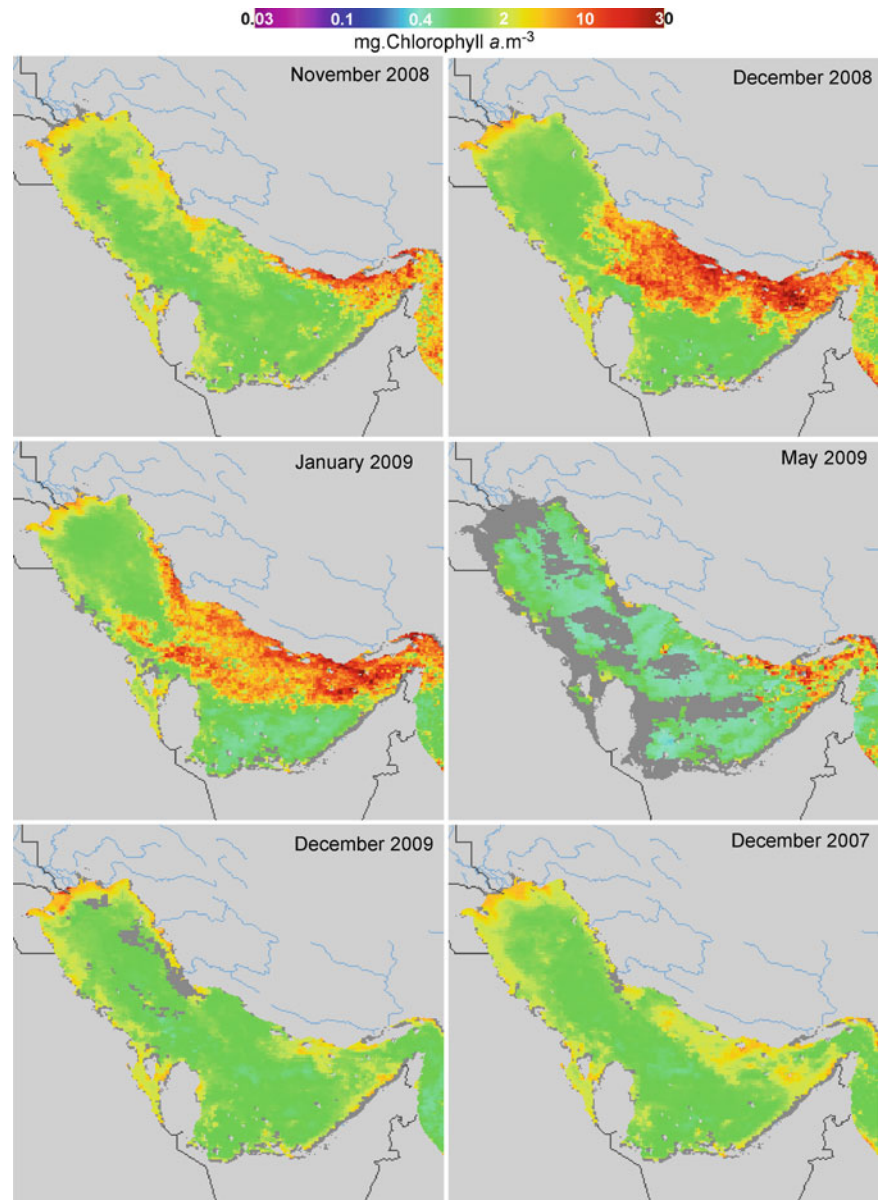 0.03 0.1 0.4 2 10 30
mg.Chlorophyll a.m⁻³
November 2008
December 2008
January 2009
May 2009
December 2009
December 2007